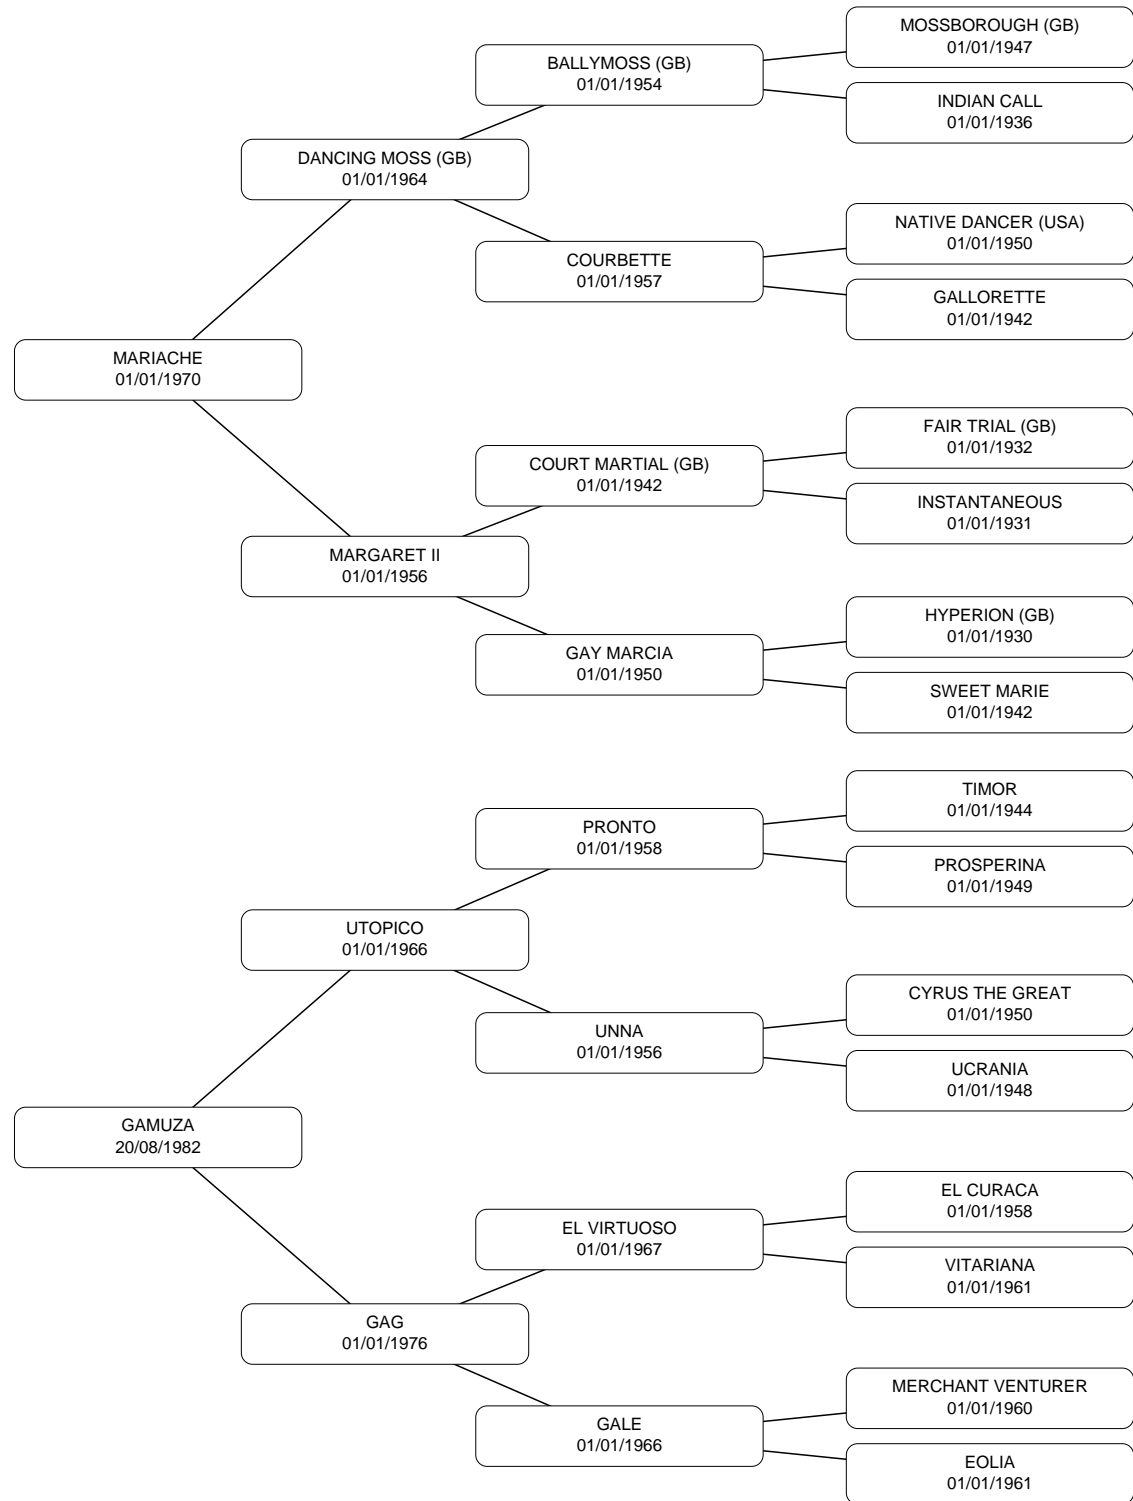 MOSSBOROUGH (GB)
01/01/1947
BALLYMOSS (GB)
01/01/1954
INDIAN CALL
01/01/1936
DANCING MOSS (GB)
01/01/1964
NATIVE DANCER (USA)
01/01/1950
COURBETTE
01/01/1957
GALLORETTE
01/01/1942
MARIACHE
01/01/1970
FAIR TRIAL (GB)
01/01/1932
COURT MARTIAL (GB)
01/01/1942
INSTANTANEOUS
01/01/1931
MARGARET II
01/01/1956
HYPERION (GB)
01/01/1930
GAY MARCIA
01/01/1950
SWEET MARIE
01/01/1942
TIMOR
01/01/1944
PRONTO
01/01/1958
PROSPERINA
01/01/1949
UTOPICO
01/01/1966
CYRUS THE GREAT
01/01/1950
UNNA
01/01/1956
UCRANIA
01/01/1948
GAMUZA
20/08/1982
EL CURACA
01/01/1958
EL VIRTUOSO
01/01/1967
VITARIANA
01/01/1961
GAG
01/01/1976
MERCHANT VENTURER
01/01/1960
GALE
01/01/1966
EOLIA
01/01/1961